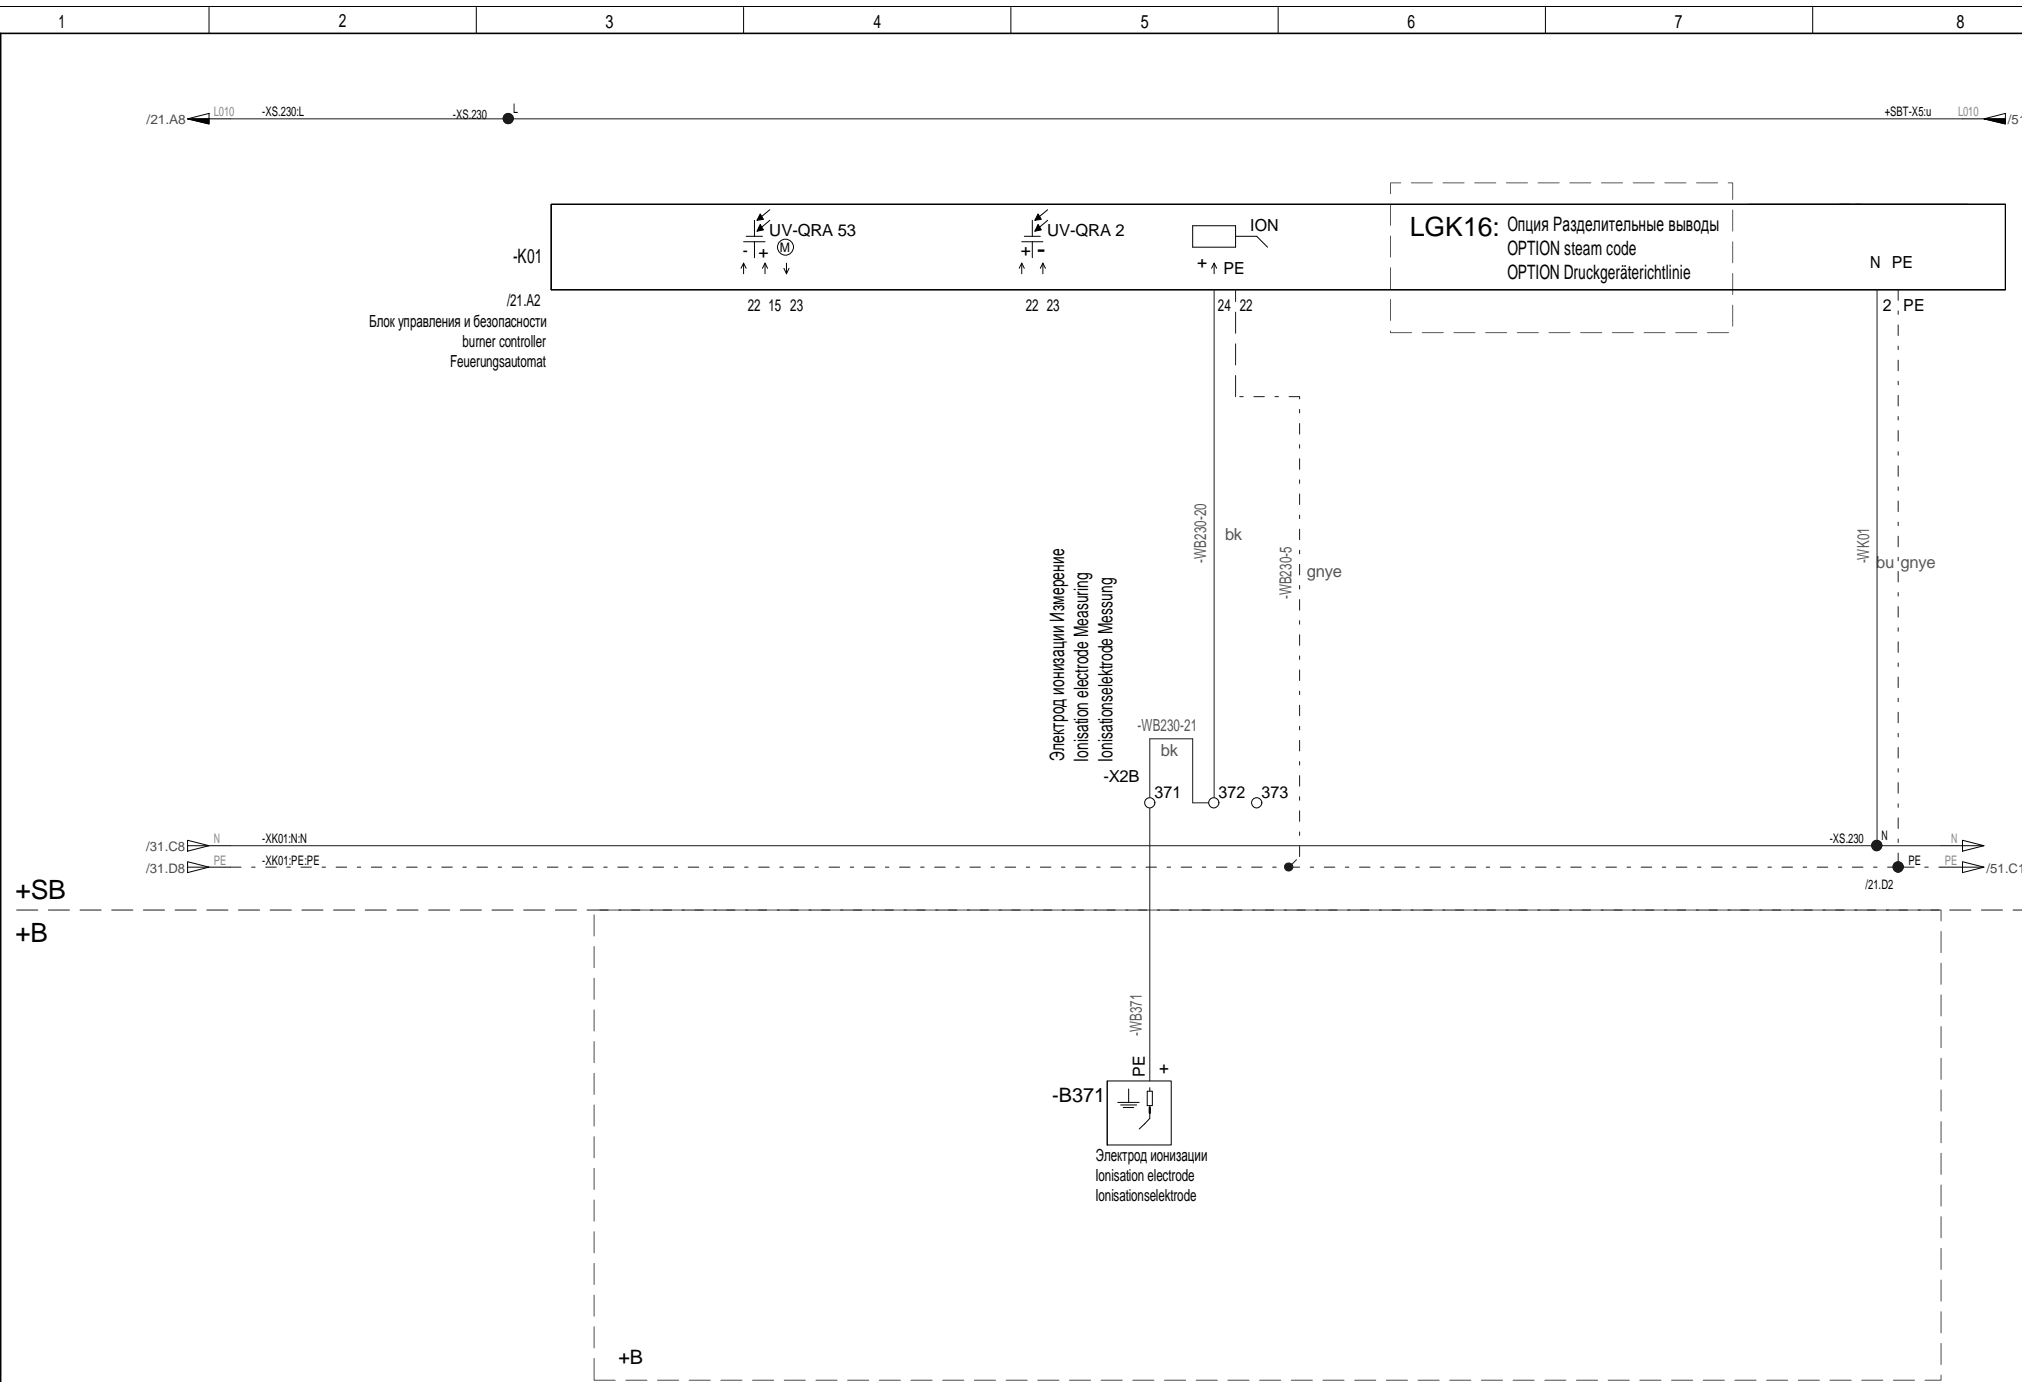 1 2 3 4 5 6 7 8
/21.A8 L010 -XS.230:L -XS.230 L +SBT-X5:u L010 /51
UV-QRA 53
M
- +
UV-QRA 2
+ -
ION
+ PE
LGK16: Опция Разделительные выводы
OPTION steam code
OPTION Druckgeräterichtlinie
N PE
-K01
/21.A2
22 15 23 22 23 24 22 2 PE
Блок управления и безопасности
burner controller
Feuerungsautomat
-WB230-20 bk
-WB230-5 gnye
-WK01 bu gnye
Электрод ионизации Измерение
Ionisation electrode Measuring
Ionisationselektrode Messung
-WB230-21
bk
-X2B
371 372 373
/31.C8 N -XK01:N:N -XS.230 N N
/31.D8 PE -XK01:PE:PE PE PE /51.C1
/21.D2
+SB
+B
-WB371
PE +
-B371
Электрод ионизации
Ionisation electrode
Ionisationselektrode
+B